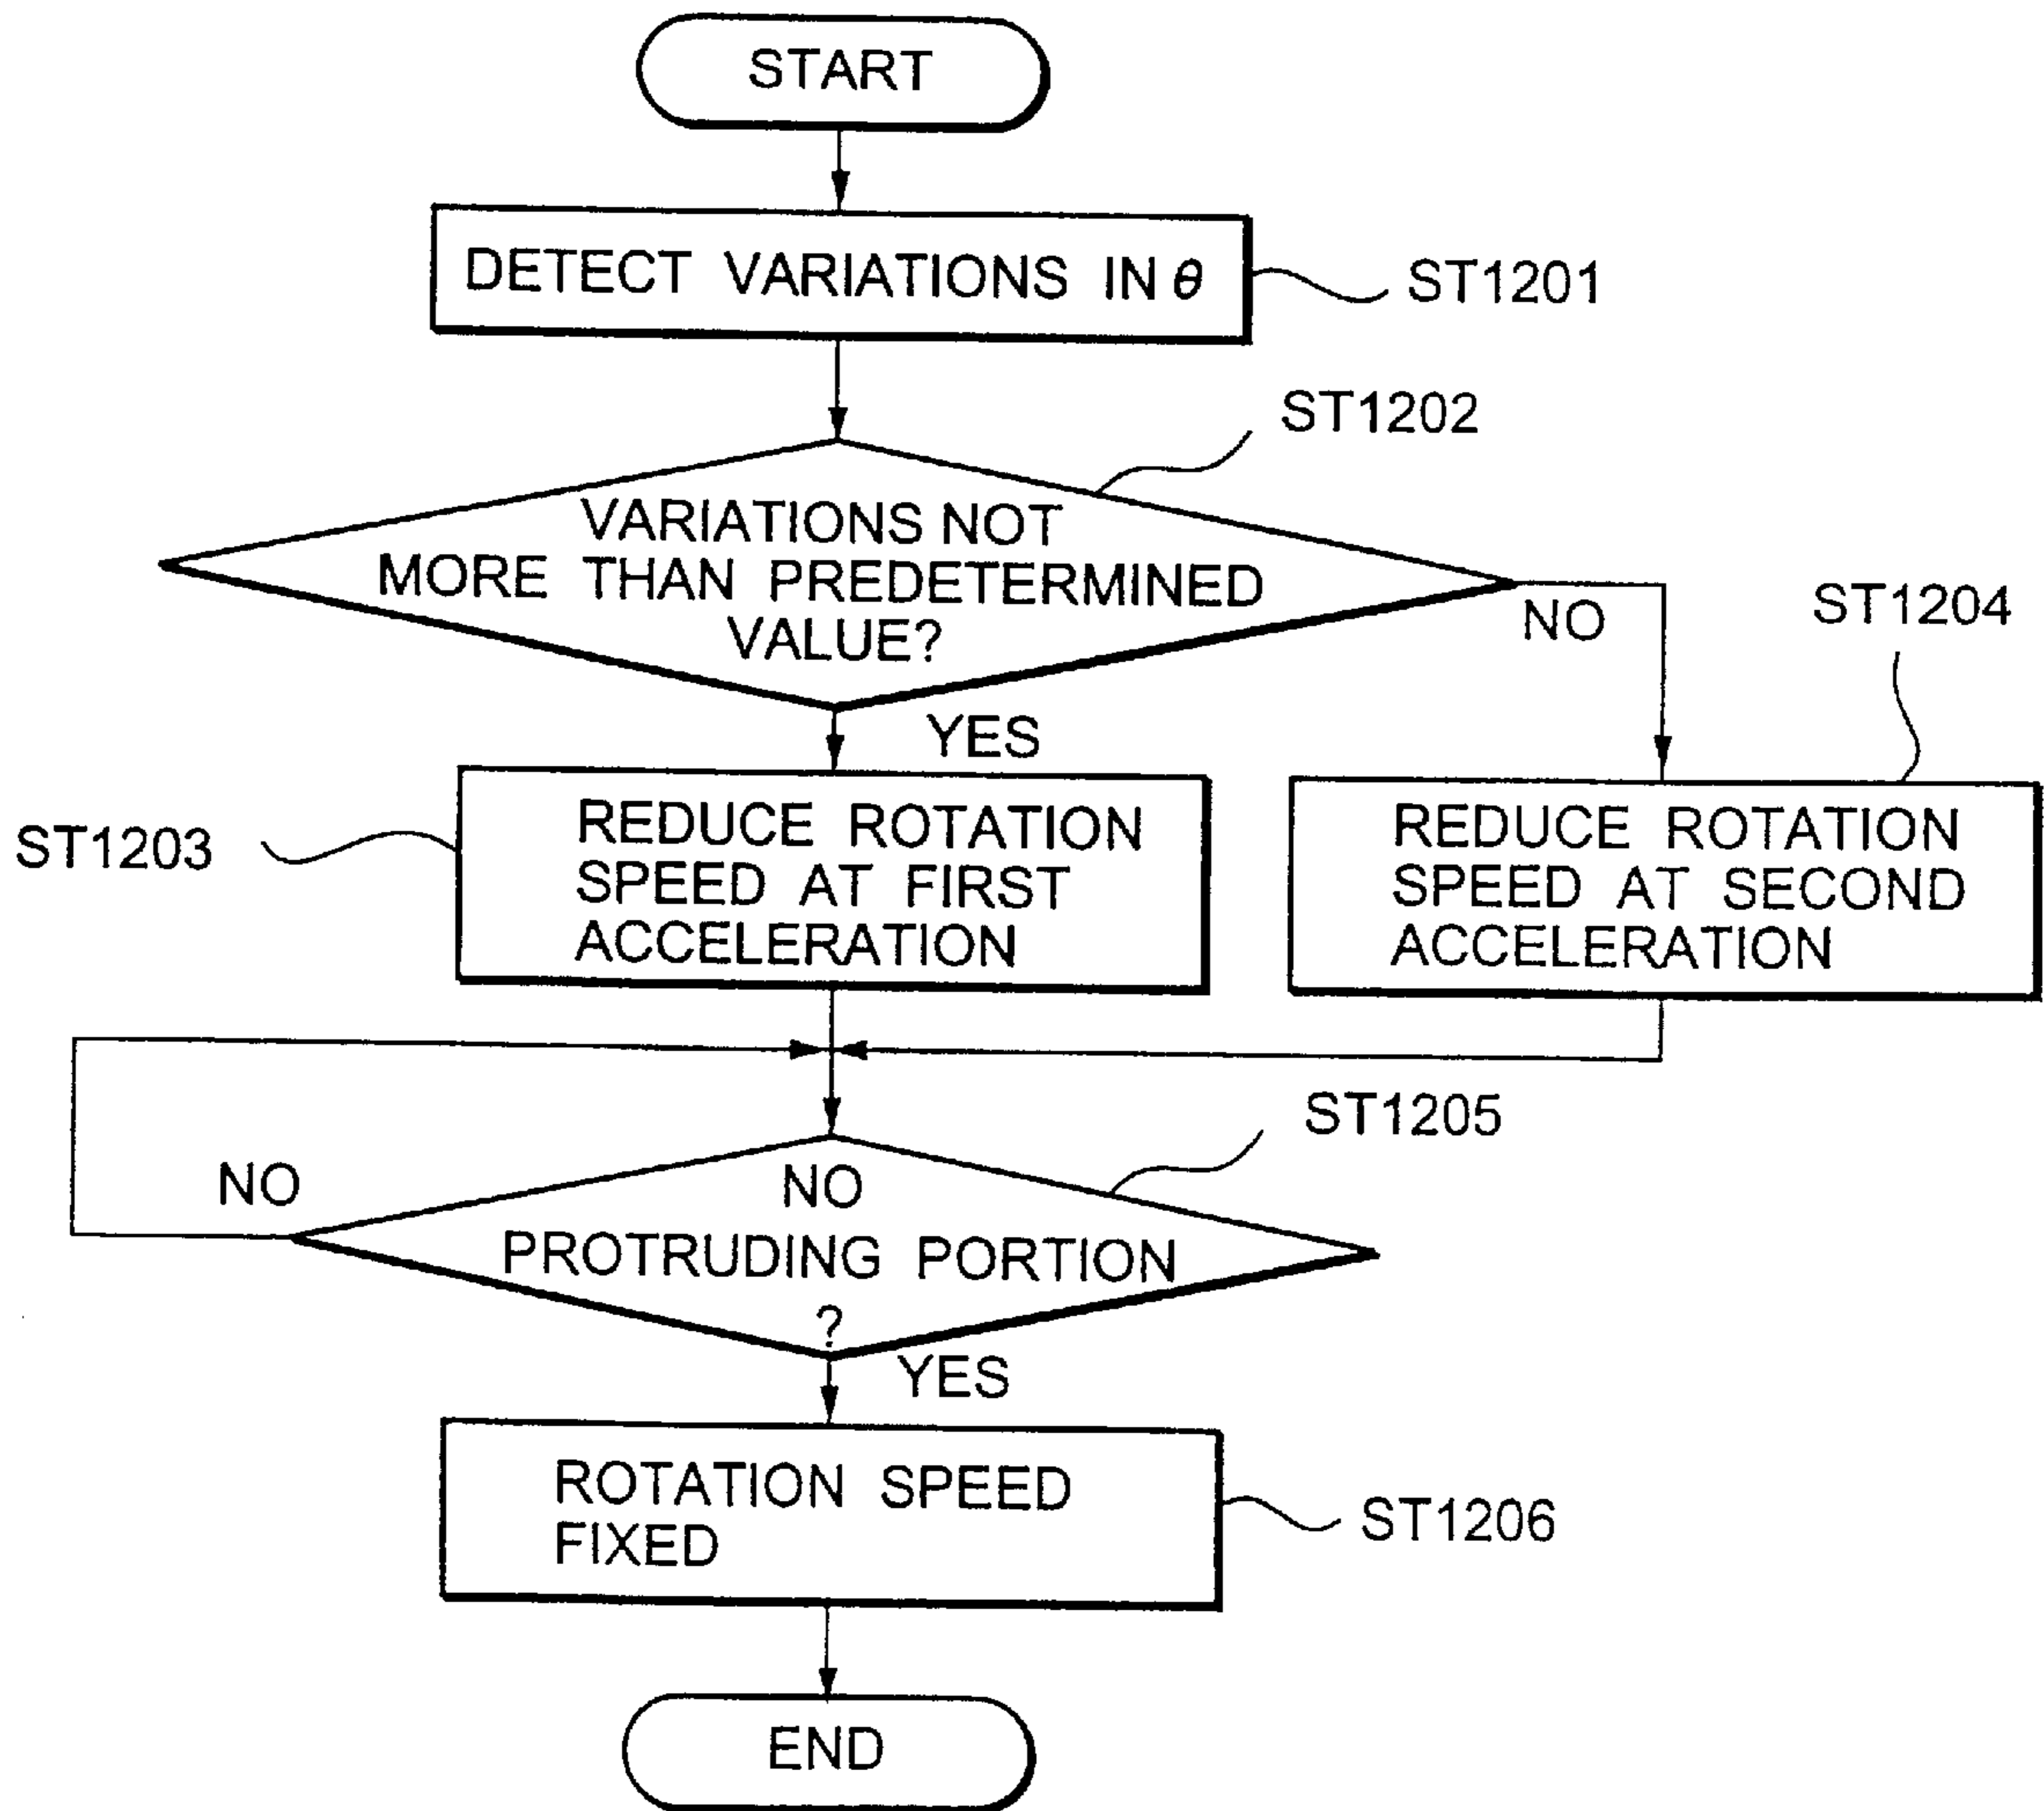 START
DETECT VARIATIONS IN θ
ST1201
ST1202
VARIATIONS NOT
MORE THAN PREDETERMINED
VALUE?
NO
ST1204
YES
ST1203
REDUCE ROTATION
SPEED AT FIRST
ACCELERATION
REDUCE ROTATION
SPEED AT SECOND
ACCELERATION
ST1205
NO
NO
PROTRUDING PORTION
?
YES
ROTATION SPEED
FIXED
ST1206
END